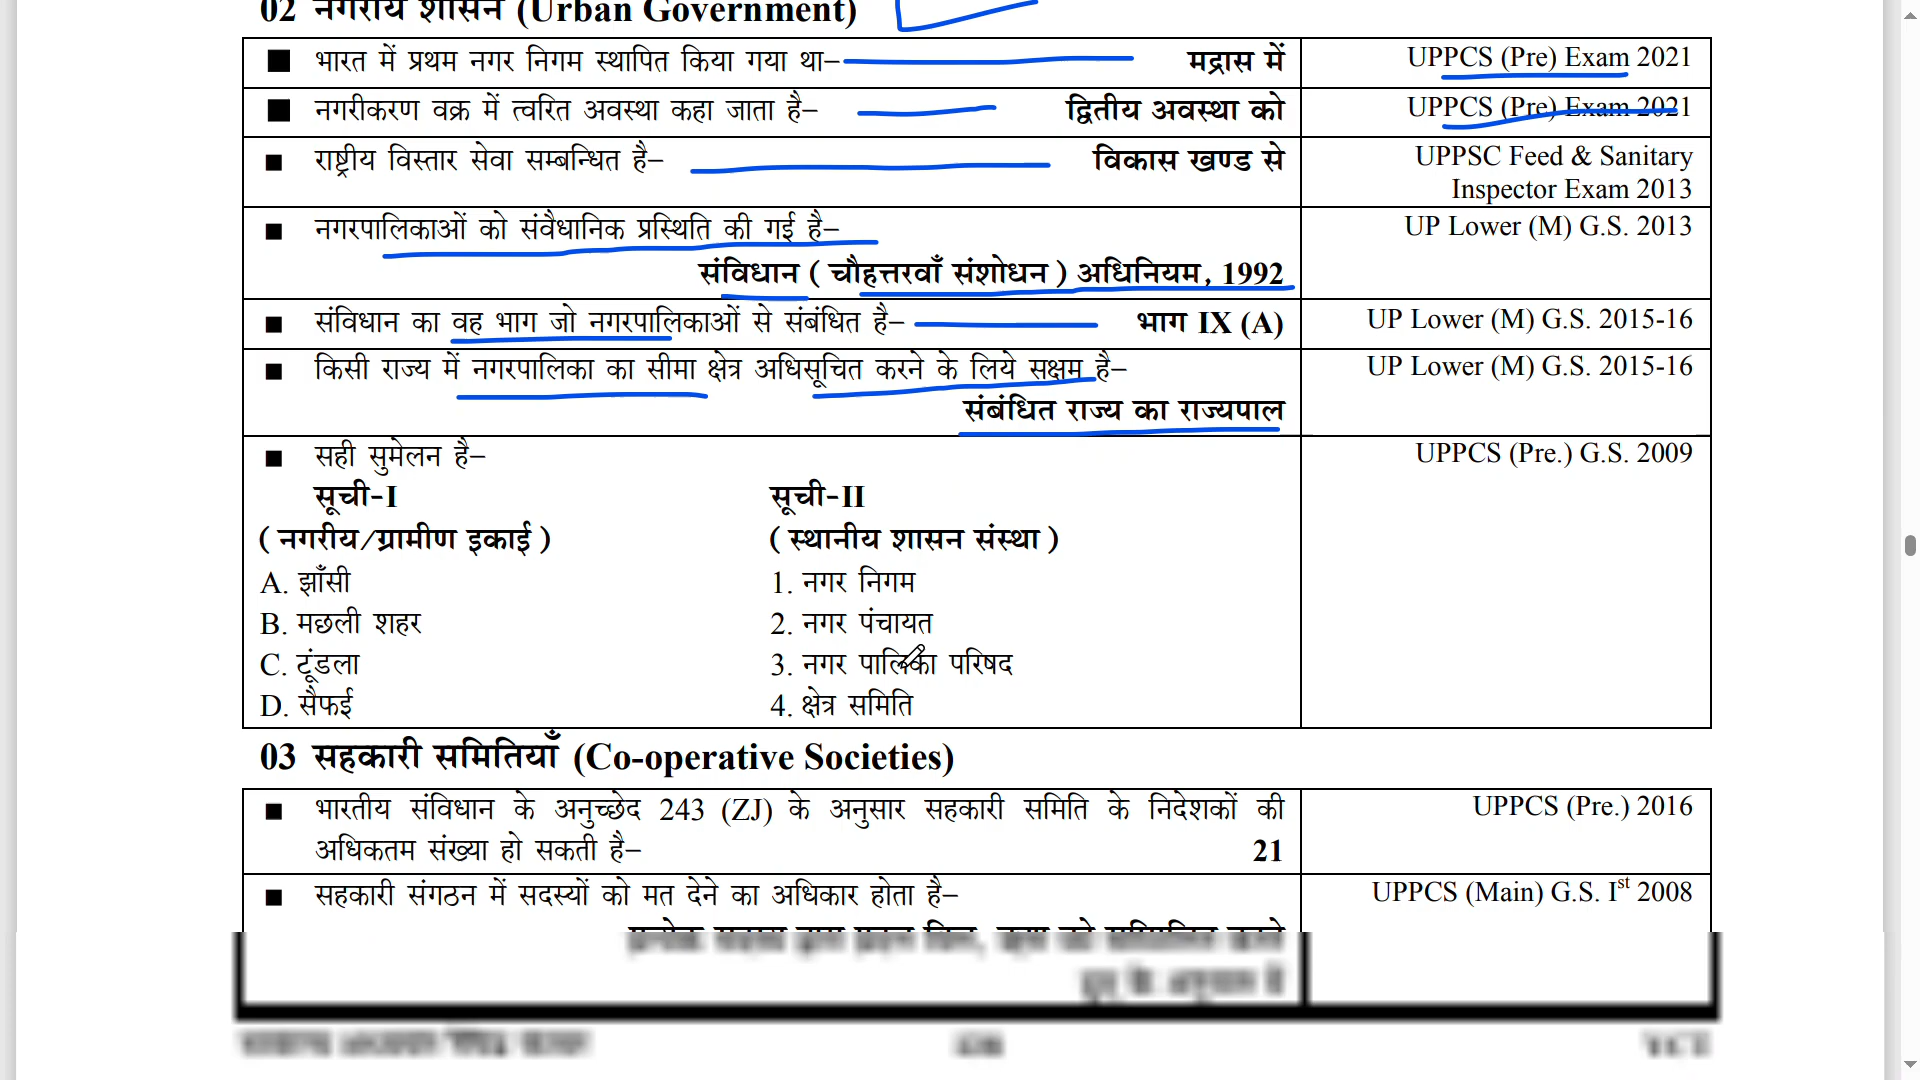 02 नगरीय शासन (Urban Government)
■ भारत में प्रथम नगर निगम स्थापित किया गया था– मद्रास में UPPCS (Pre) Exam 2021
■ नगरीकरण वक्र में त्वरित अवस्था कहा जाता है– द्वितीय अवस्था को UPPCS (Pre) Exam 2021
■ राष्ट्रीय विस्तार सेवा सम्बन्धित है– विकास खण्ड से UPPSC Feed & Sanitary
Inspector Exam 2013
■ नगरपालिकाओं को संवैधानिक प्रस्थिति की गई है– UP Lower (M) G.S. 2013
संविधान ( चौहत्तरवाँ संशोधन ) अधिनियम, 1992
■ संविधान का वह भाग जो नगरपालिकाओं से संबंधित है– भाग IX (A) UP Lower (M) G.S. 2015-16
■ किसी राज्य में नगरपालिका का सीमा क्षेत्र अधिसूचित करने के लिये सक्षम है– UP Lower (M) G.S. 2015-16
संबंधित राज्य का राज्यपाल
■ सही सुमेलन है– UPPCS (Pre.) G.S. 2009
सूची-I सूची-II
( नगरीय/ग्रामीण इकाई ) ( स्थानीय शासन संस्था )
A. झाँसी 1. नगर निगम
B. मछली शहर 2. नगर पंचायत
C. टूंडला 3. नगर पालिका परिषद
D. सैफई 4. क्षेत्र समिति
03 सहकारी समितियाँ (Co-operative Societies)
■ भारतीय संविधान के अनुच्छेद 243 (ZJ) के अनुसार सहकारी समिति के निदेशकों की UPPCS (Pre.) 2016
अधिकतम संख्या हो सकती है– 21
■ सहकारी संगठन में सदस्यों को मत देने का अधिकार होता है– UPPCS (Main) G.S. Ist 2008